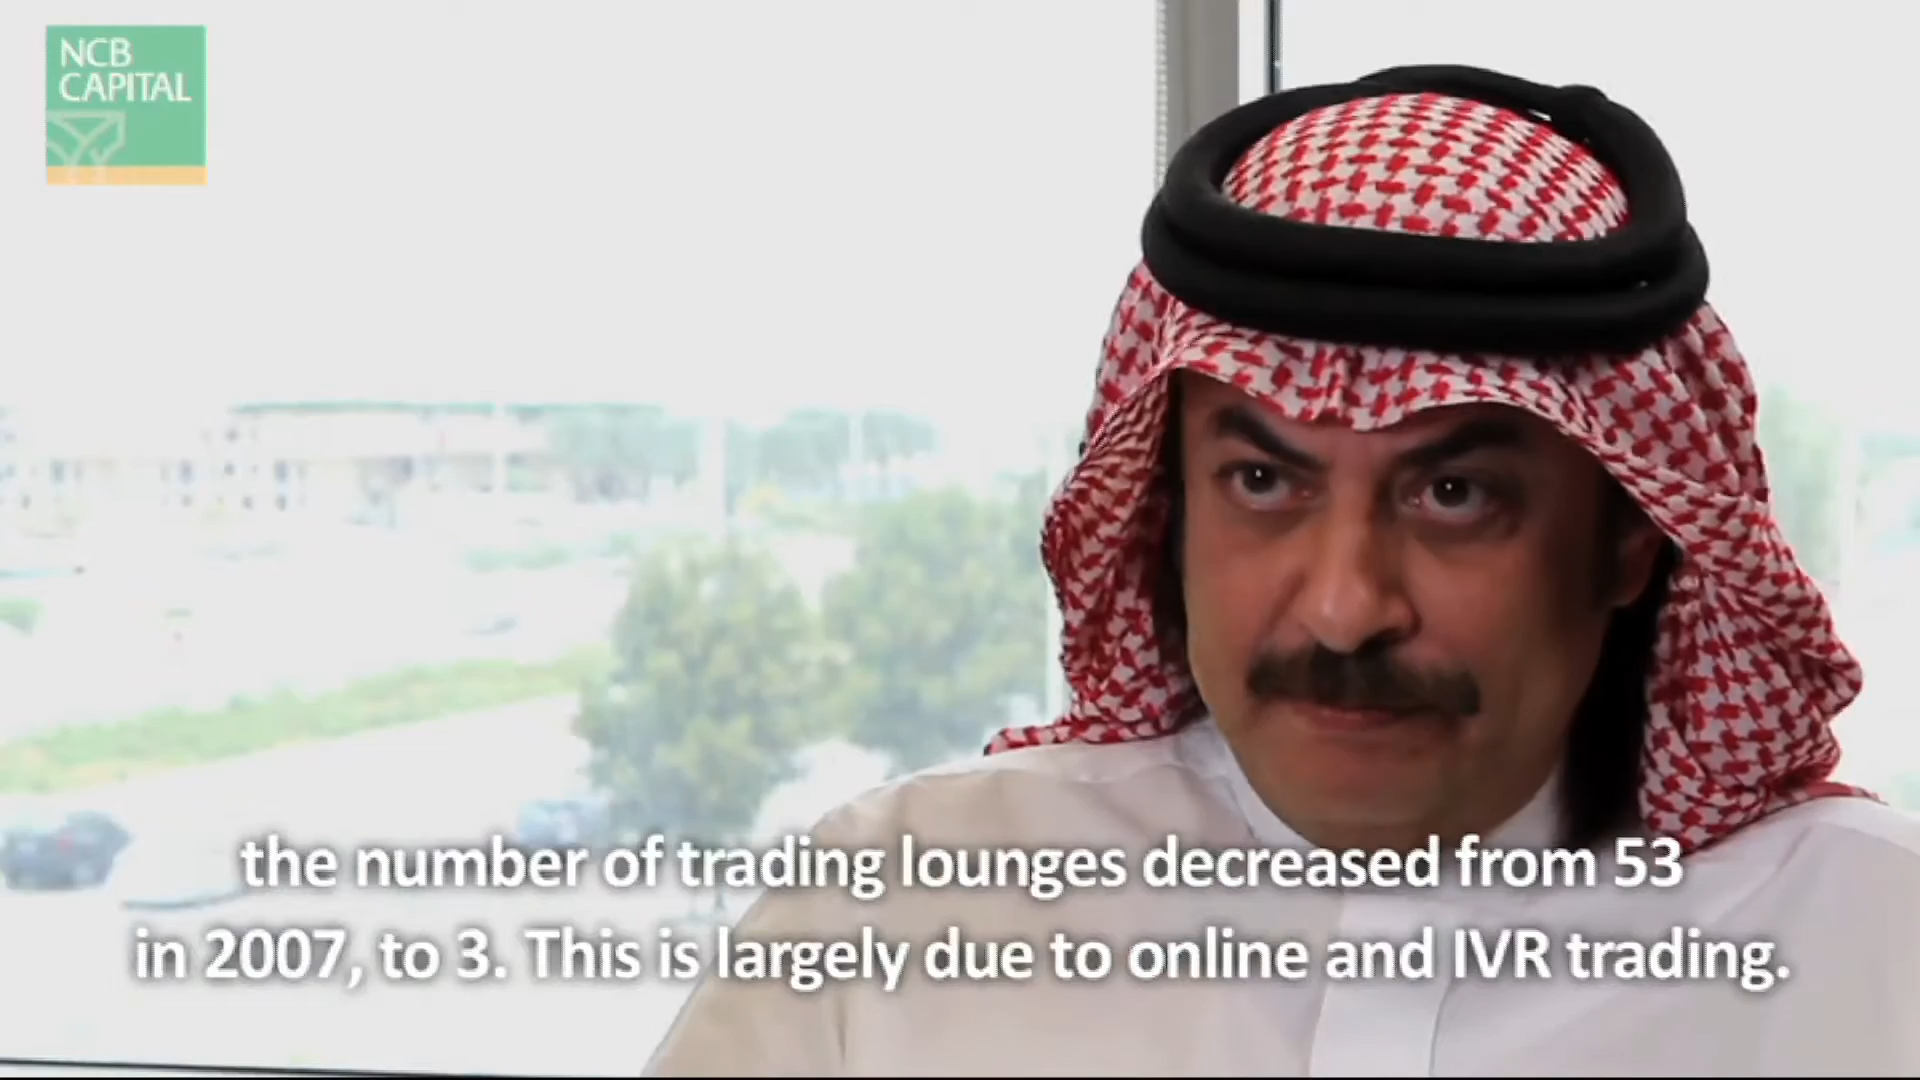 NCB
CAPITAL
the number of trading lounges decreased from 53
in 2007, to 3. This is largely due to online and IVR trading.